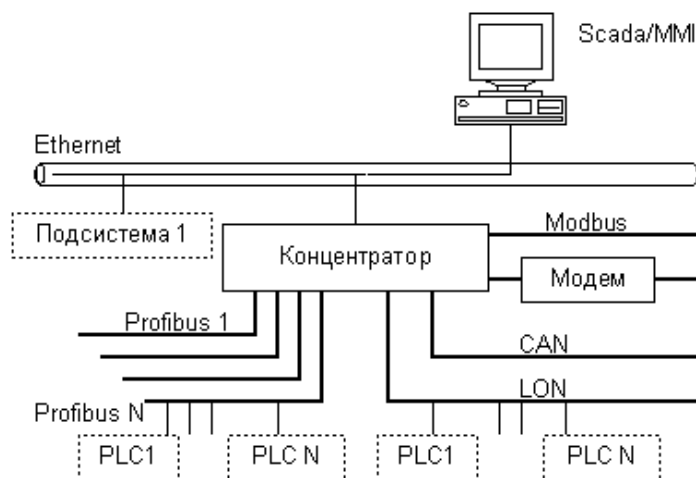 Scada/MMI
Ethernet
Подсистема 1
Концентратор
Modbus
Модем
Profibus 1
CAN
LON
Profibus N
PLC1
PLC N
PLC1
PLC N